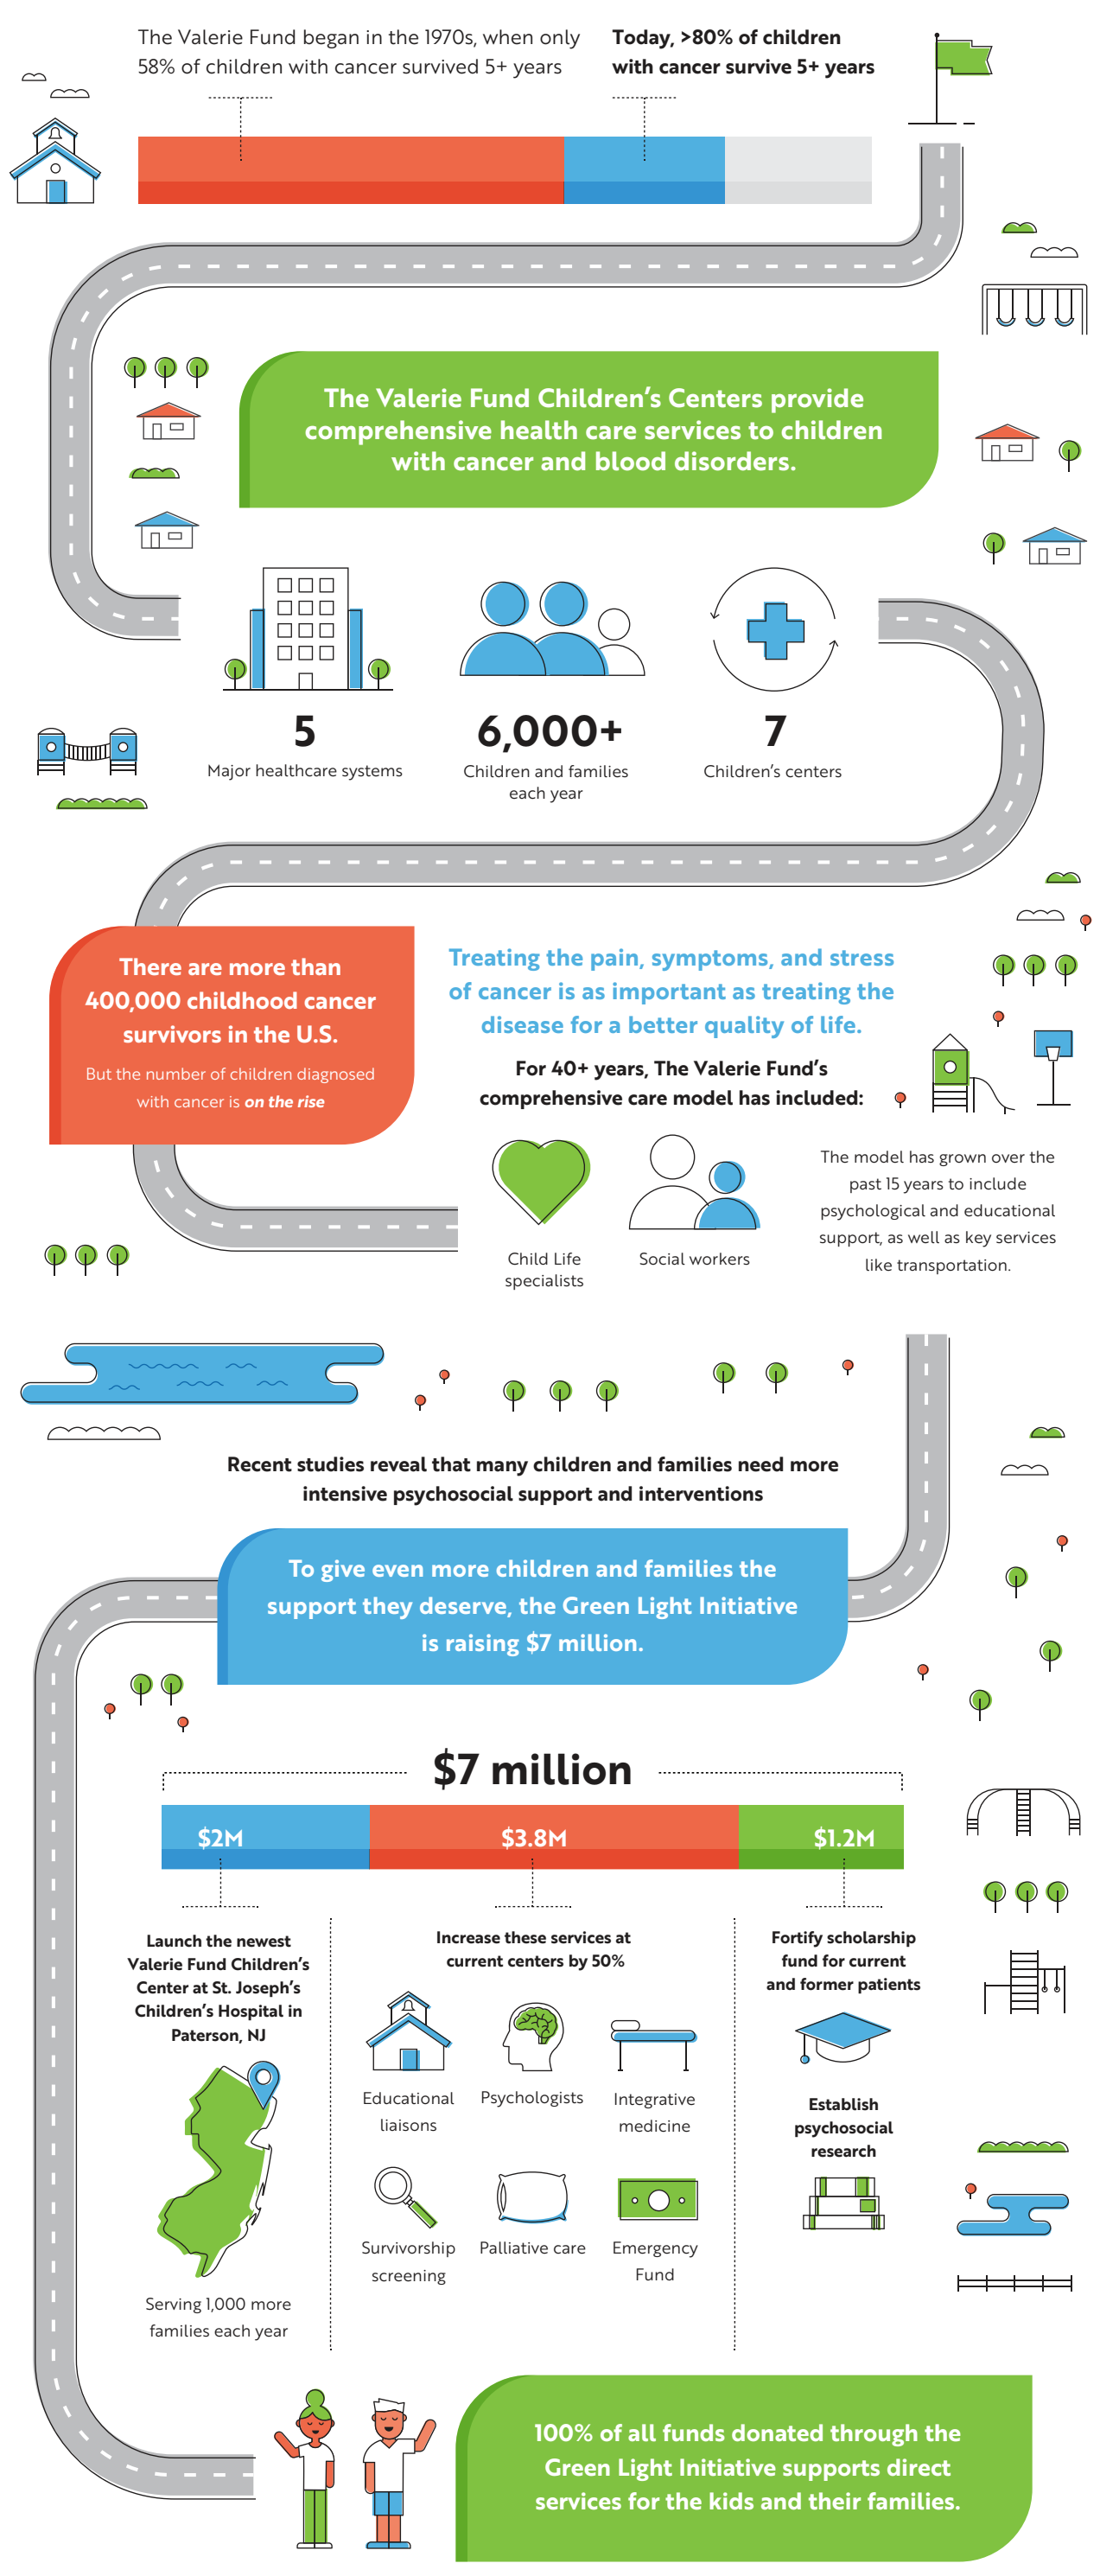 The Valerie Fund began in the 1970s, when only
58% of children with cancer survived 5+ years
Today, >80% of children
with cancer survive 5+ years
The Valerie Fund Children's Centers provide
comprehensive health care services to children
with cancer and blood disorders.
5
Major healthcare systems
6,000+
Children and families
each year
7
Children's centers
There are more than
400,000 childhood cancer
survivors in the U.S.
But the number of children diagnosed
with cancer is on the rise
Treating the pain, symptoms, and stress
of cancer is as important as treating the
disease for a better quality of life.
For 40+ years, The Valerie Fund's
comprehensive care model has included:
Child Life
specialists
Social workers
The model has grown over the
past 15 years to include
psychological and educational
support, as well as key services
like transportation.
Recent studies reveal that many children and families need more
intensive psychosocial support and interventions
To give even more children and families the
support they deserve, the Green Light Initiative
is raising $7 million.
$7 million
$2M
$3.8M
$1.2M
Launch the newest
Valerie Fund Children's
Center at St. Joseph's
Children's Hospital in
Paterson, NJ
Serving 1,000 more
families each year
Increase these services at
current centers by 50%
Educational
liaisons
Psychologists
Integrative
medicine
Survivorship
screening
Palliative care
Emergency
Fund
Fortify scholarship
fund for current
and former patients
Establish
psychosocial
research
100% of all funds donated through the
Green Light Initiative supports direct
services for the kids and their families.